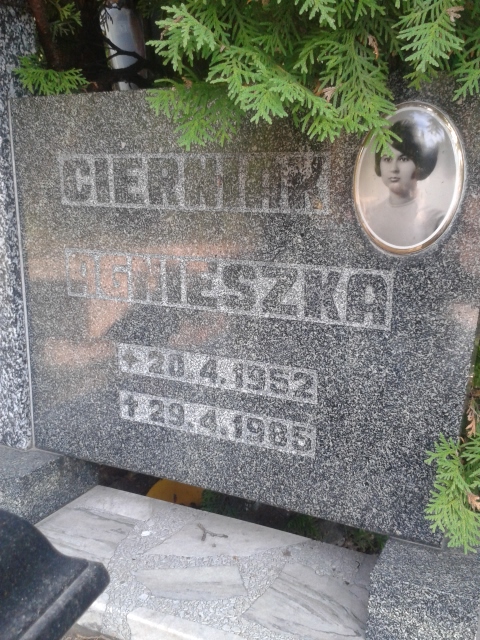 CIERNIAK
AGNIESZKA
+ 20.4.1952
✝ 29.4.1985